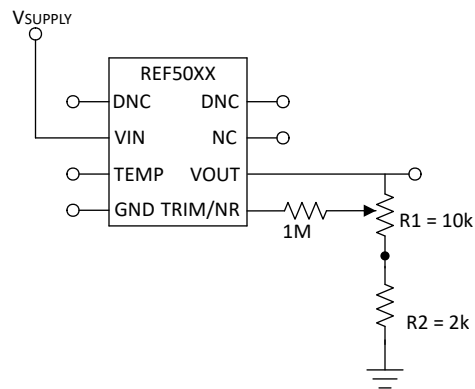 VSUPPLY
REF50XX
DNC DNC
VIN NC
TEMP VOUT
GND TRIM/NR
1M
R1 = 10k
R2 = 2k